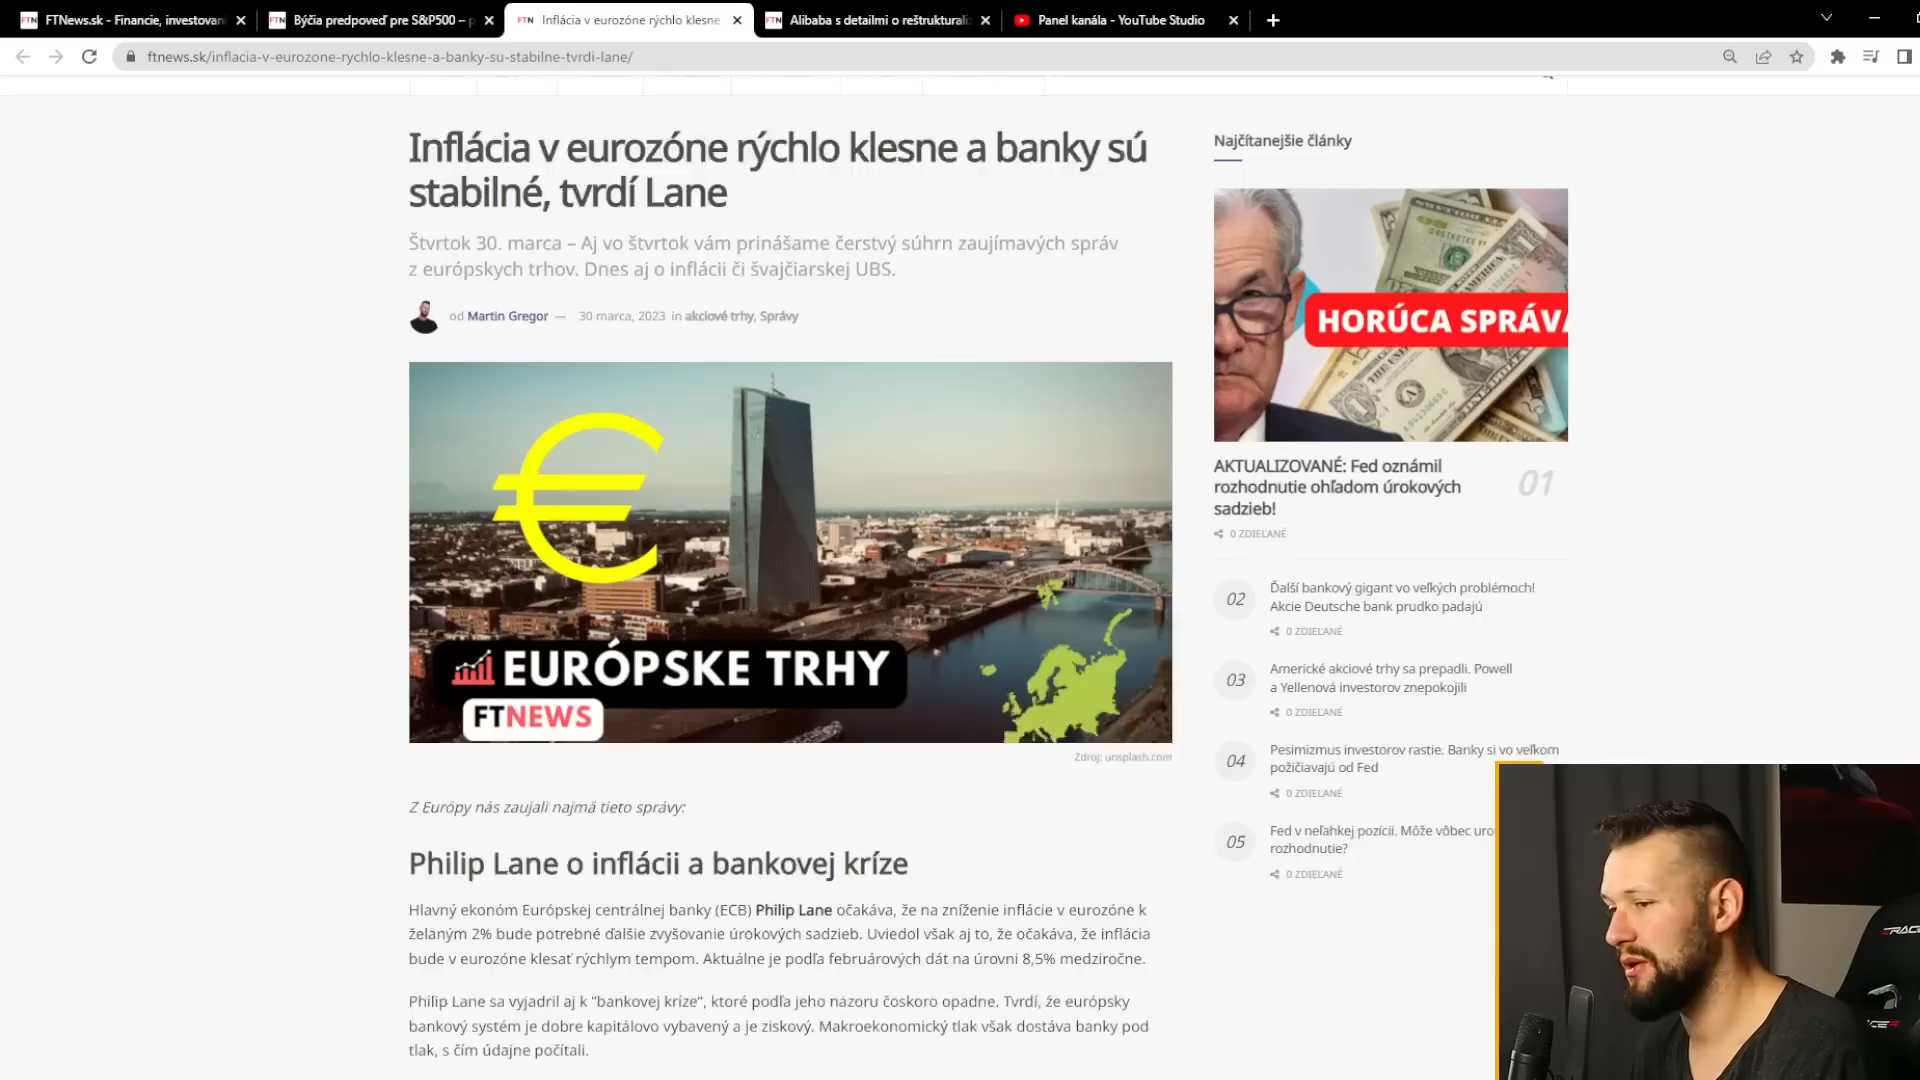 FTNews.sk - Financie, investovani
Býčia predpoveď pre S&P500 – p
Inflácia v eurozóne rýchlo klesne
Alibaba s detailmi o reštrukturali
Panel kanála - YouTube Studio
ftnews.sk/inflacia-v-eurozone-rychlo-klesne-a-banky-su-stabilne-tvrdi-lane/
Inflácia v eurozóne rýchlo klesne a banky sú
stabilné, tvrdí Lane
Štvrtok 30. marca – Aj vo štvrtok vám prinášame čerstvý súhrn zaujímavých správ
z európskych trhov. Dnes aj o inflácii či švajčiarskej UBS.
od Martin Gregor — 30 marca, 2023 in akciové trhy, Správy
€
EURÓPSKE TRHY
FTNEWS
Zdroj: unsplash.com
Z Európy nás zaujali najmä tieto správy:
Philip Lane o inflácii a bankovej kríze
Hlavný ekonóm Európskej centrálnej banky (ECB) Philip Lane očakáva, že na zníženie inflácie v eurozóne k
želaným 2% bude potrebné ďalšie zvyšovanie úrokových sadzieb. Uviedol však aj to, že očakáva, že inflácia
bude v eurozóne klesať rýchlym tempom. Aktuálne je podľa februárových dát na úrovni 8,5% medziročne.
Philip Lane sa vyjadril aj k “bankovej kríze”, ktoré podľa jeho názoru čoskoro opadne. Tvrdí, že európsky
bankový systém je dobre kapitálovo vybavený a je ziskový. Makroekonomický tlak však dostáva banky pod
tlak, s čím údajne počítali.
Najčítanejšie články
HORÚCA SPRÁVA
AKTUALIZOVANÉ: Fed oznámil
rozhodnutie ohľadom úrokových
sadzieb!
01
0 ZDIEĽANÉ
02
Ďalší bankový gigant vo veľkých problémoch!
Akcie Deutsche bank prudko padajú
0 ZDIEĽANÉ
03
Americké akciové trhy sa prepadli. Powell
a Yellenová investorov znepokojili
0 ZDIEĽANÉ
04
Pesimizmus investorov rastie. Banky si vo veľkom
požičiavajú od Fed
0 ZDIEĽANÉ
05
Fed v neľahkej pozícii. Môže vôbec uro
rozhodnutie?
0 ZDIEĽANÉ